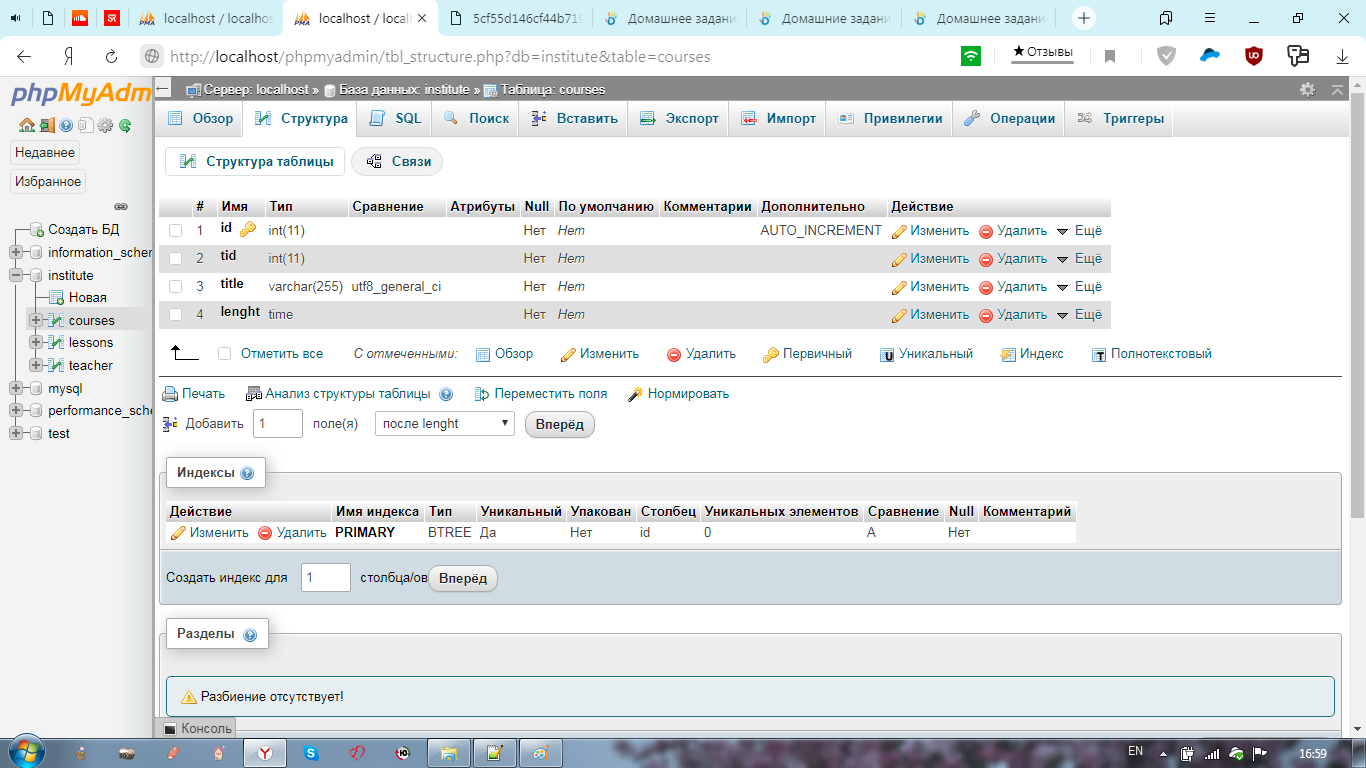 localhost / localhos
localhost / locall
5cf55d146cf44b719
Домашнее задани
Домашние задани
Домашнее задани
http://localhost/phpmyadmin/tbl_structure.php?db=institute&table=courses
★ Отзывы
phpMyAdm
Недавнее
Избранное
Создать БД
information_schem
institute
Новая
courses
lessons
teacher
mysql
performance_sche
test
Сервер: localhost » База данных: institute » Таблица: courses
Обзор Структура SQL Поиск Вставить Экспорт Импорт Привилегии Операции Триггеры
Структура таблицы Связи
# Имя Тип Сравнение Атрибуты Null По умолчанию Комментарии Дополнительно Действие
1 id int(11) Нет Нет AUTO_INCREMENT Изменить Удалить Ещё
2 tid int(11) Нет Нет Изменить Удалить Ещё
3 title varchar(255) utf8_general_ci Нет Нет Изменить Удалить Ещё
4 lenght time Нет Нет Изменить Удалить Ещё
Отметить все С отмеченными: Обзор Изменить Удалить Первичный Уникальный Индекс Полнотекстовый
Печать Анализ структуры таблицы Переместить поля Нормировать
Добавить 1 поле(я) после lenght Вперёд
Индексы
Действие Имя индекса Тип Уникальный Упакован Столбец Уникальных элементов Сравнение Null Комментарий
Изменить Удалить PRIMARY BTREE Да Нет id 0 A Нет
Создать индекс для 1 столбца/ов Вперёд
Разделы
Разбиение отсутствует!
Консоль
EN 16:59